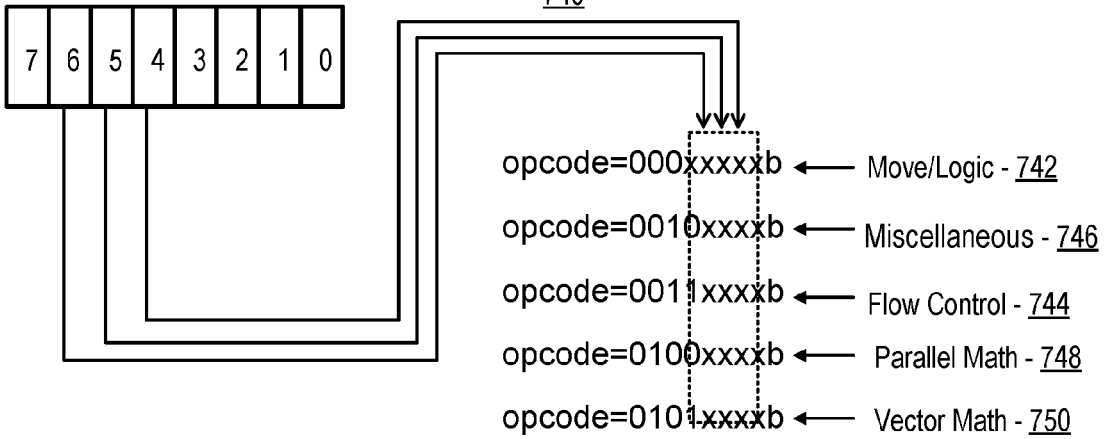 7 6 5 4 3 2 1 0
opcode=000xxxxxb Move/Logic - 742
opcode=0010xxxxb Miscellaneous - 746
opcode=0011xxxxb Flow Control - 744
opcode=0100xxxxb Parallel Math - 748
opcode=0101xxxxb Vector Math - 750